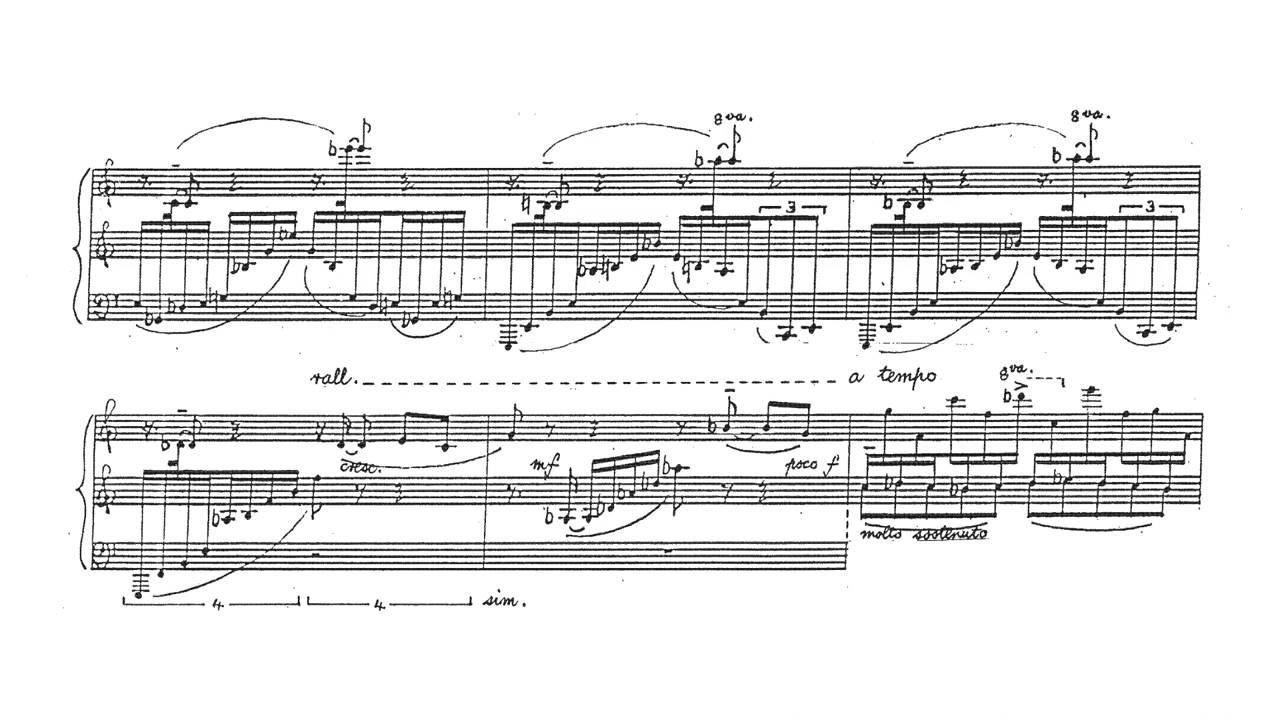 8va. 8va.
3 3
rall. a tempo 8va.
cresc. mf poco f
molto sostenuto
4 4 sim.